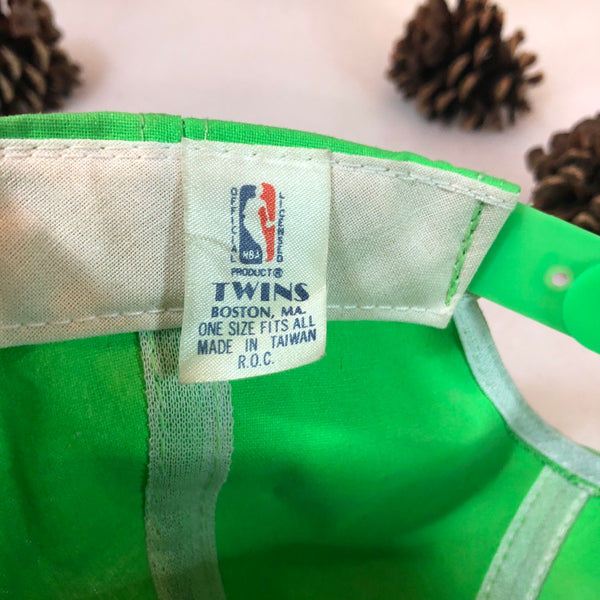 OFFICIAL
LICENSED
NBA
PRODUCT®
TWINS
BOSTON, MA.
ONE SIZE FITS ALL
MADE IN TAIWAN
R.O.C.